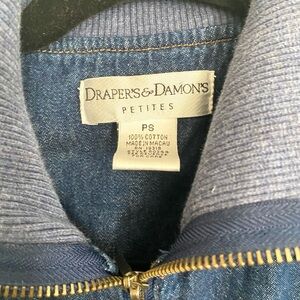 DRAPER'S & DAMON'S
PETITES
PS
100% COTTON
MADE IN MACAU